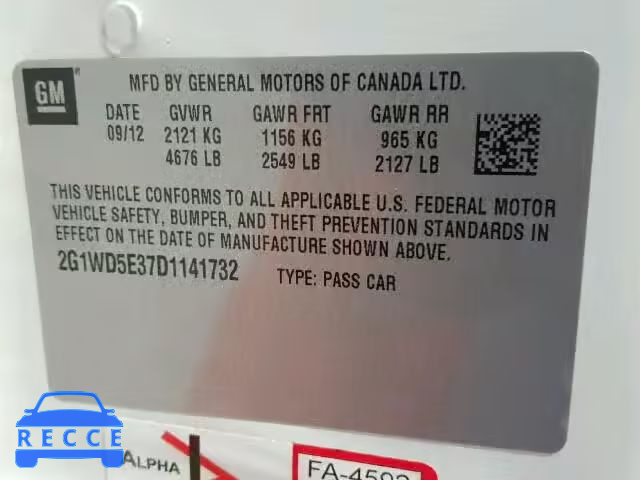 GM
MFD BY GENERAL MOTORS OF CANADA LTD.
DATE GVWR GAWR FRT GAWR RR
09/12 2121 KG 1156 KG 965 KG
4676 LB 2549 LB 2127 LB
THIS VEHICLE CONFORMS TO ALL APPLICABLE U.S. FEDERAL MOTOR
VEHICLE SAFETY, BUMPER, AND THEFT PREVENTION STANDARDS IN
EFFECT ON THE DATE OF MANUFACTURE SHOWN ABOVE.
2G1WD5E37D1141732 TYPE: PASS CAR
RECCE
ALPHA